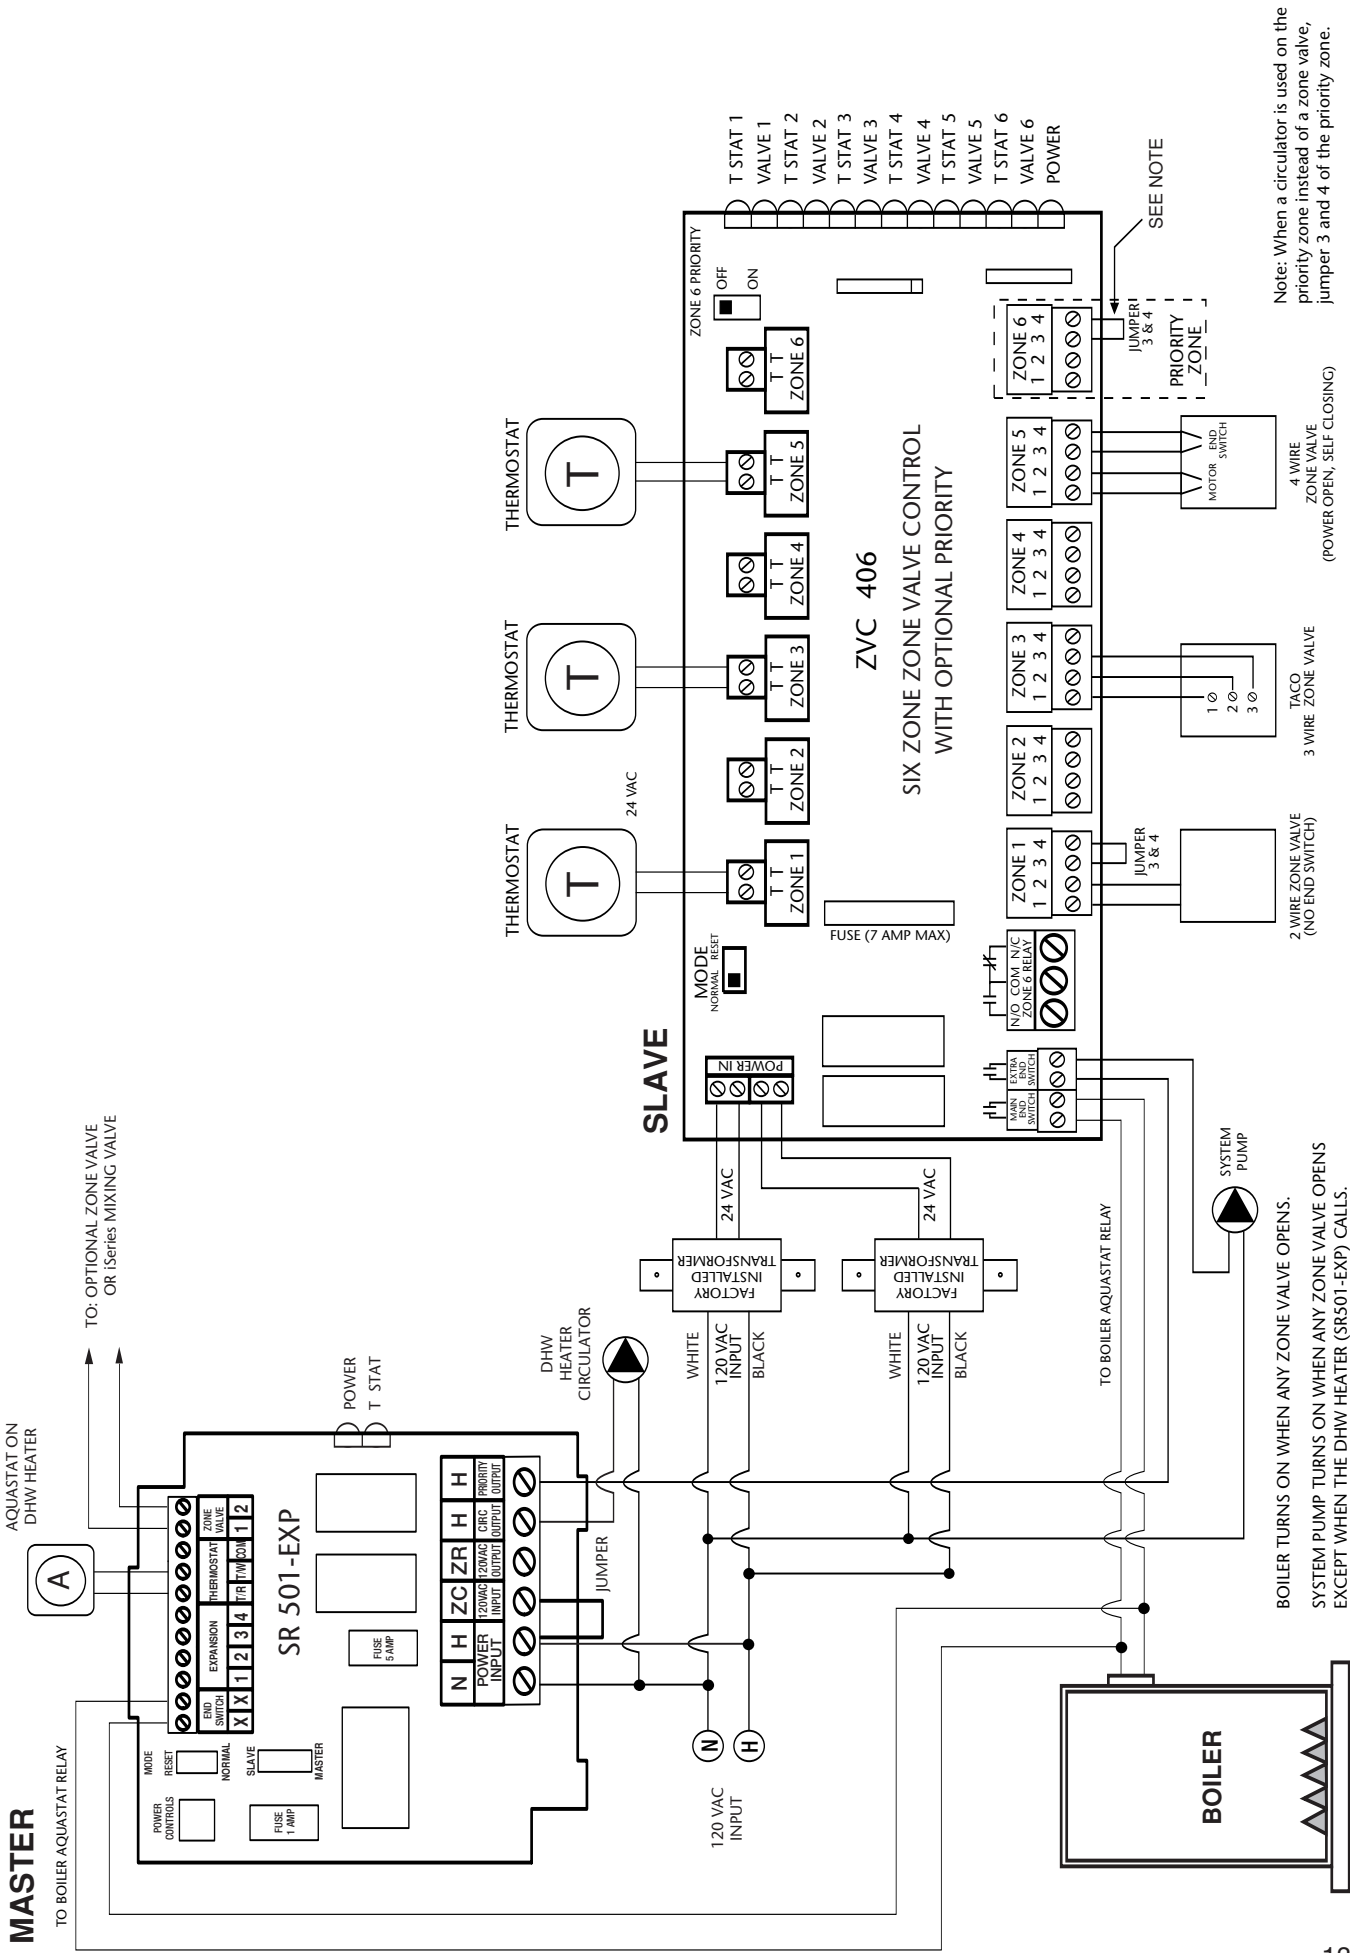 MASTER
TO BOILER AQUASTAT RELAY
AQUASTAT ON
DHW HEATER
A
TO: OPTIONAL ZONE VALVE
OR iSeries MIXING VALVE
POWER
CONTROLS
MODE
RESET
NORMAL
SLAVE
MASTER
FUSE
1 AMP
END
SWITCH
EXPANSION
THERMOSTAT
ZONE
VALVE
X X 1 2 3 4 T/R T/W COM 1 2
SR 501-EXP
FUSE
5 AMP
POWER
T STAT
N H ZC ZR H H
POWER
INPUT
120VAC
INPUT
120VAC
OUTPUT
CIRC
OUTPUT
PRIORITY
OUTPUT
JUMPER
DHW
HEATER
CIRCULATOR
N
H
120 VAC
INPUT
WHITE
120 VAC
INPUT
BLACK
FACTORY
INSTALLED
TRANSFORMER
24 VAC
WHITE
120 VAC
INPUT
BLACK
FACTORY
INSTALLED
TRANSFORMER
24 VAC
SLAVE
THERMOSTAT
T
24 VAC
THERMOSTAT
T
THERMOSTAT
T
POWER IN
MODE
NORMAL RESET
T T
ZONE 1
T T
ZONE 2
T T
ZONE 3
T T
ZONE 4
T T
ZONE 5
T T
ZONE 6
ZONE 6 PRIORITY
OFF
ON
FUSE (7 AMP MAX)
ZVC 406
SIX ZONE ZONE VALVE CONTROL
WITH OPTIONAL PRIORITY
T STAT 1
VALVE 1
T STAT 2
VALVE 2
T STAT 3
VALVE 3
T STAT 4
VALVE 4
T STAT 5
VALVE 5
T STAT 6
VALVE 6
POWER
MAIN
END
SWITCH
EXTRA
END
SWITCH
N/O COM N/C
ZONE 6 RELAY
ZONE 1
1 2 3 4
ZONE 2
1 2 3 4
ZONE 3
1 2 3 4
ZONE 4
1 2 3 4
ZONE 5
1 2 3 4
ZONE 6
1 2 3 4
JUMPER
3 & 4
JUMPER
3 & 4
PRIORITY
ZONE
SEE NOTE
2 WIRE ZONE VALVE
(NO END SWITCH)
1
2
3
TACO
3 WIRE ZONE VALVE
MOTOR
END
SWITCH
4 WIRE
ZONE VALVE
(POWER OPEN, SELF CLOSING)
TO BOILER AQUASTAT RELAY
SYSTEM
PUMP
BOILER
BOILER TURNS ON WHEN ANY ZONE VALVE OPENS.
SYSTEM PUMP TURNS ON WHEN ANY ZONE VALVE OPENS
EXCEPT WHEN THE DHW HEATER (SR501-EXP) CALLS.
Note: When a circulator is used on the
priority zone instead of a zone valve,
jumper 3 and 4 of the priority zone.